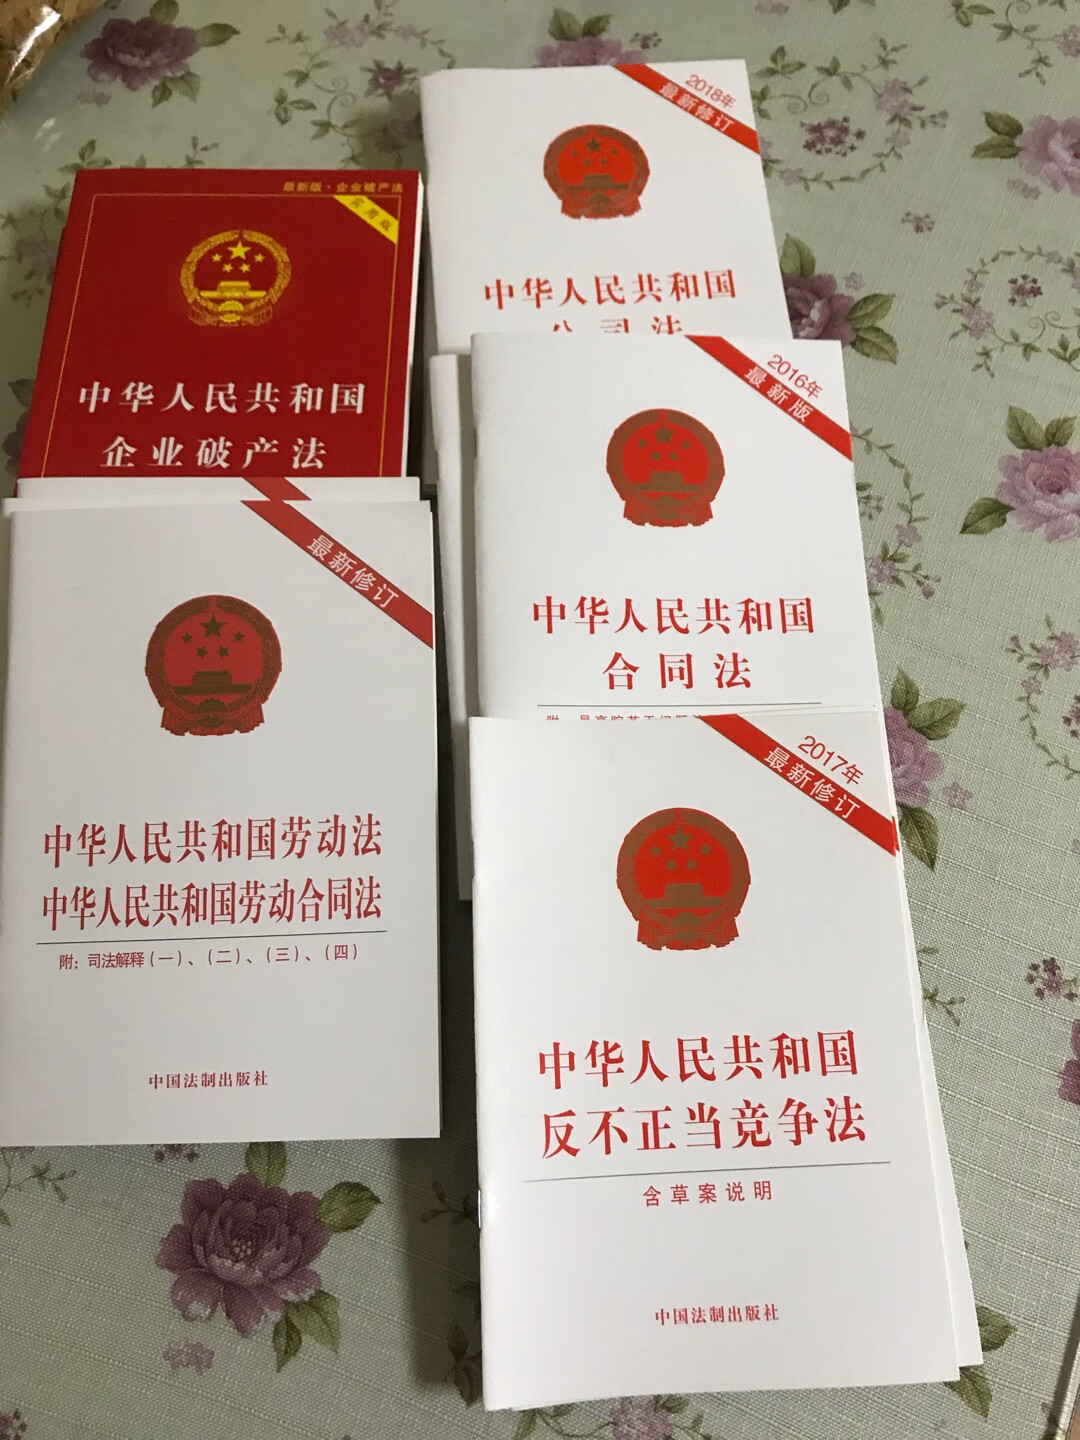 2018年
最新修订
中华人民共和国
公司法
最新版·企业破产法
实用版
中华人民共和国
企业破产法
2016年
最新版
中华人民共和国
合同法
最新修订
中华人民共和国劳动法
中华人民共和国劳动合同法
附：司法解释（一）、（二）、（三）、（四）
中国法制出版社
2017年
最新修订
中华人民共和国
反不正当竞争法
含草案说明
中国法制出版社